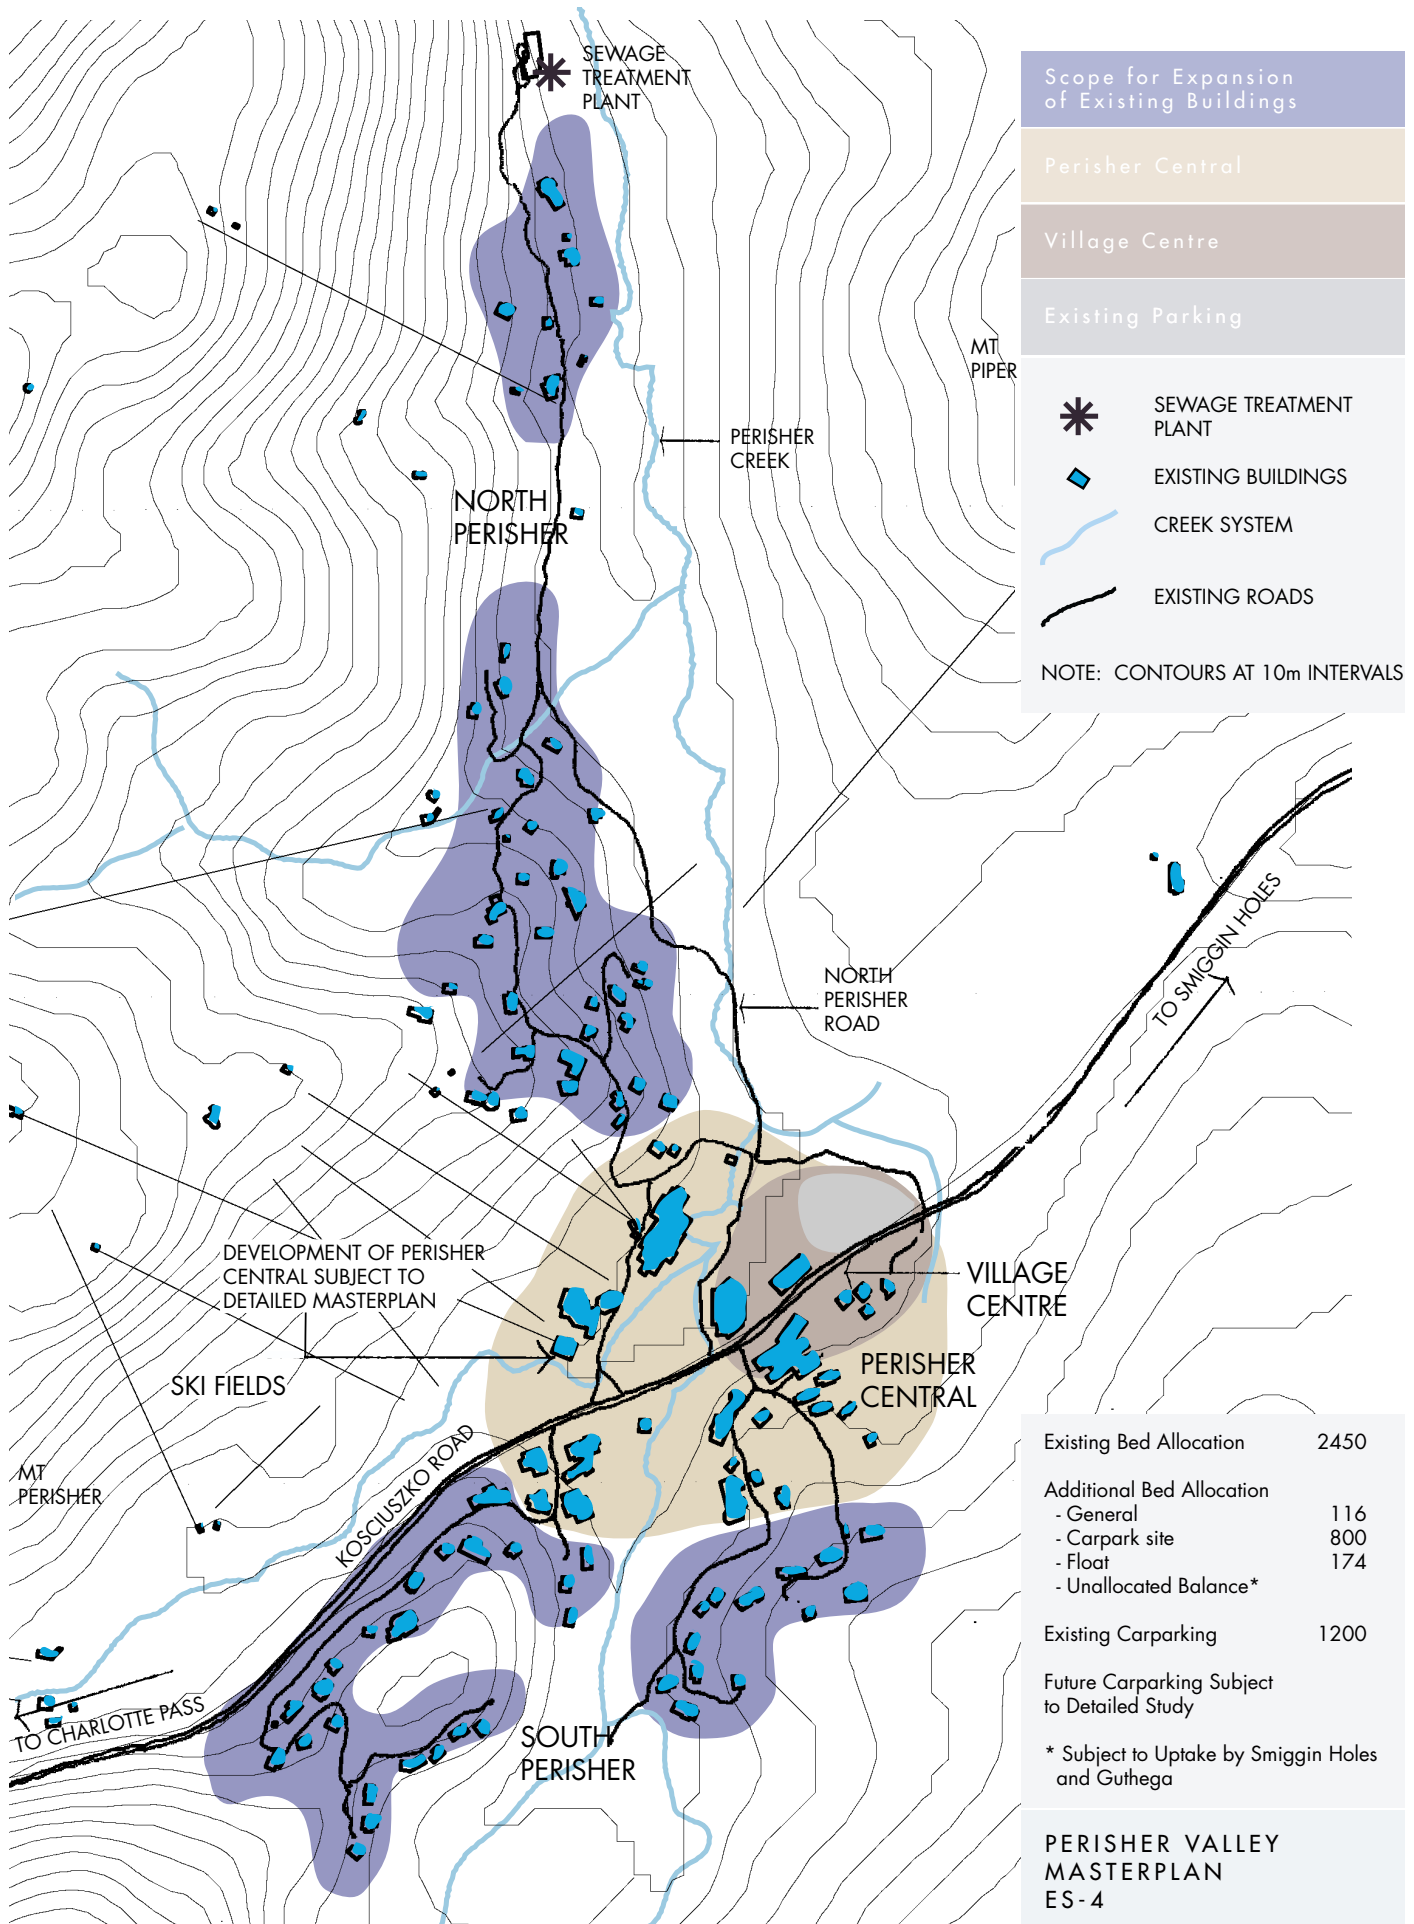 SEWAGE
TREATMENT
PLANT
MT
PIPER
PERISHER
CREEK
NORTH
PERISHER
NORTH
PERISHER
ROAD
TO SMIGGIN HOLES
DEVELOPMENT OF PERISHER
CENTRAL SUBJECT TO
DETAILED MASTERPLAN
VILLAGE
CENTRE
PERISHER
CENTRAL
SKI FIELDS
MT
PERISHER
KOSCIUSZKO ROAD
TO CHARLOTTE PASS
SOUTH
PERISHER
Scope for Expansion
of Existing Buildings
Perisher Central
Village Centre
Existing Parking
SEWAGE TREATMENT
PLANT
EXISTING BUILDINGS
CREEK SYSTEM
EXISTING ROADS
NOTE: CONTOURS AT 10m INTERVALS
Existing Bed Allocation 2450
Additional Bed Allocation
- General 116
- Carpark site 800
- Float 174
- Unallocated Balance*
Existing Carparking 1200
Future Carparking Subject
to Detailed Study
* Subject to Uptake by Smiggin Holes
and Guthega
PERISHER VALLEY
MASTERPLAN
ES-4